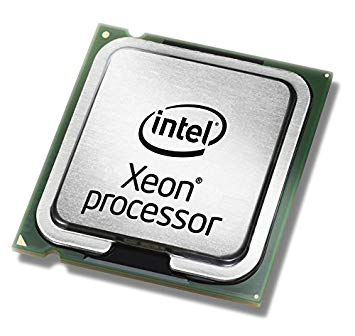 intel
Xeon®
processor